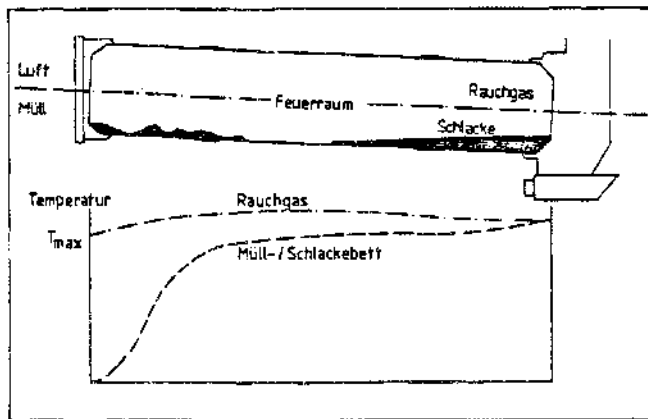 Luft
Müll
Feuerraum
Rauchgas
Schlacke
Temperatur
Rauchgas
Tmax
Müll-/Schlackebett